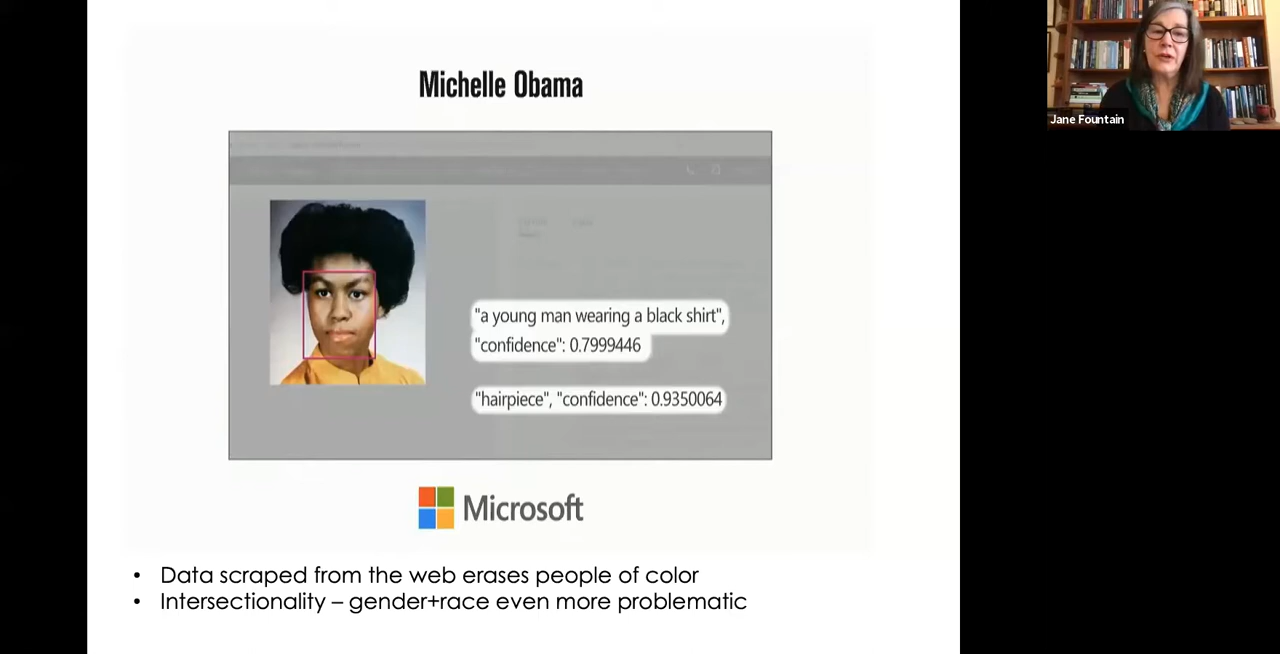 Michelle Obama
Jane Fountain
"a young man wearing a black shirt",
"confidence": 0.7999446
"hairpiece", "confidence": 0.9350064
Microsoft
• Data scraped from the web erases people of color
• Intersectionality – gender+race even more problematic